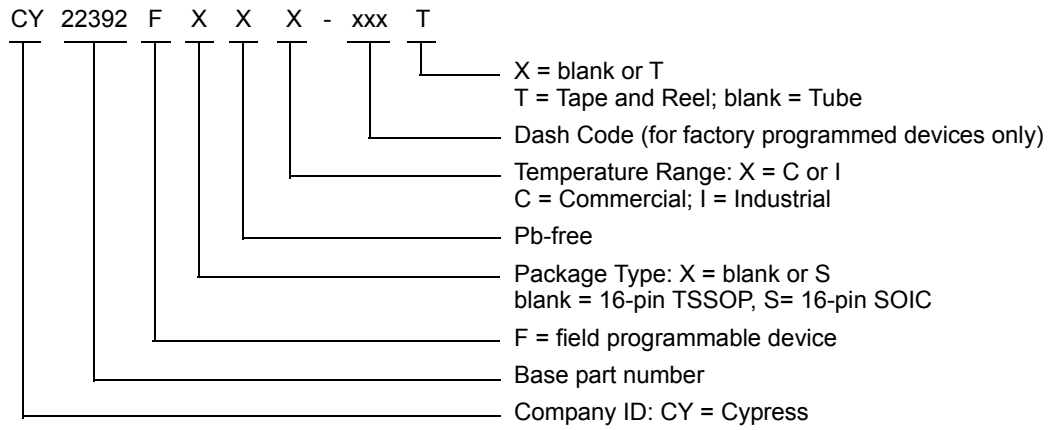 CY 22392 F X X X - xxx T
X = blank or T
T = Tape and Reel; blank = Tube
Dash Code (for factory programmed devices only)
Temperature Range: X = C or I
C = Commercial; I = Industrial
Pb-free
Package Type: X = blank or S
blank = 16-pin TSSOP, S= 16-pin SOIC
F = field programmable device
Base part number
Company ID: CY = Cypress